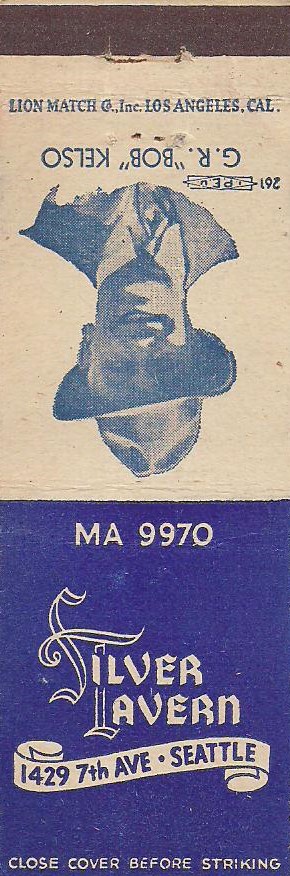 LION MATCH Co., Inc. LOS ANGELES, CAL.
G. R. "BOB" KELSO
261
MA 9970
SILVER
TAVERN
1429 7th AVE • SEATTLE
CLOSE COVER BEFORE STRIKING